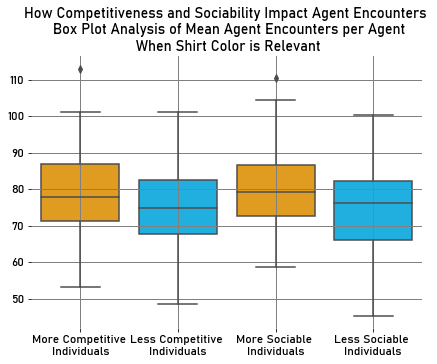 How Competitiveness and Sociability Impact Agent Encounters
Box Plot Analysis of Mean Agent Encounters per Agent
When Shirt Color is Relevant
110
100
90
80
70
60
50
More Competitive Individuals
Less Competitive Individuals
More Sociable Individuals
Less Sociable Individuals